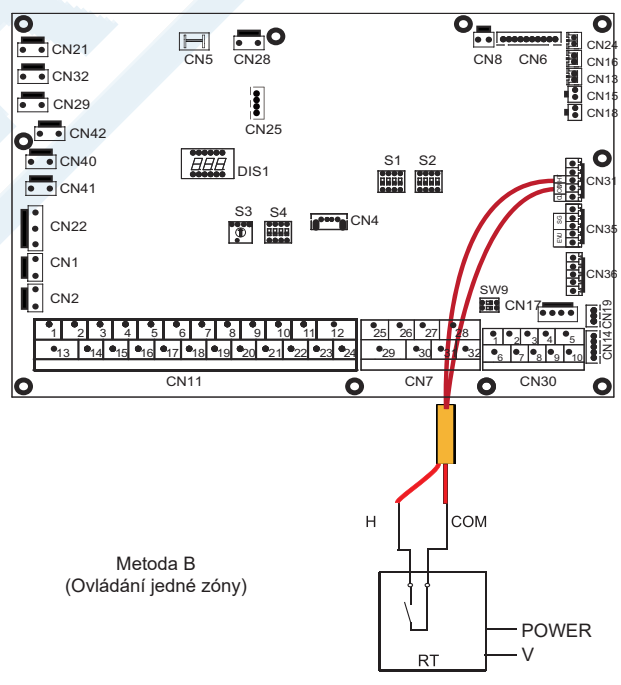 CN21
CN5
CN28
CN8
CN6
CN24
CN16
CN32
CN13
CN29
CN15
CN18
CN25
CN42
CN40
DIS1
S1
S2
CN31
CN41
CN22
S3
S4
CN4
SG
CN35
EVU
CN1
CN36
CN2
SW9
CN17
CN19
1 2 3 4 5 6 7 8 9 10 11 12
25 26 27 28
1 2 3 4 5
13 14 15 16 17 18 19 20 21 22 23 24
29 30 31 32
6 7 8 9 10
CN14
CN11
CN7
CN30
H
COM
Metoda B
(Ovládání jedné zóny)
POWER
V
RT